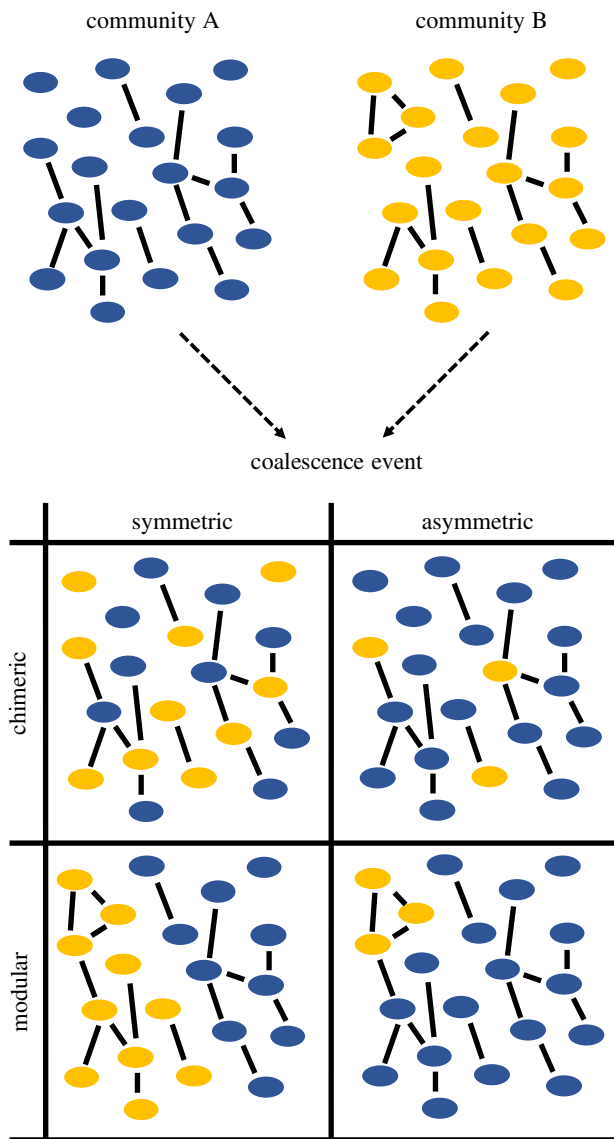 community A
community B
coalescence event
symmetric
asymmetric
chimeric
modular